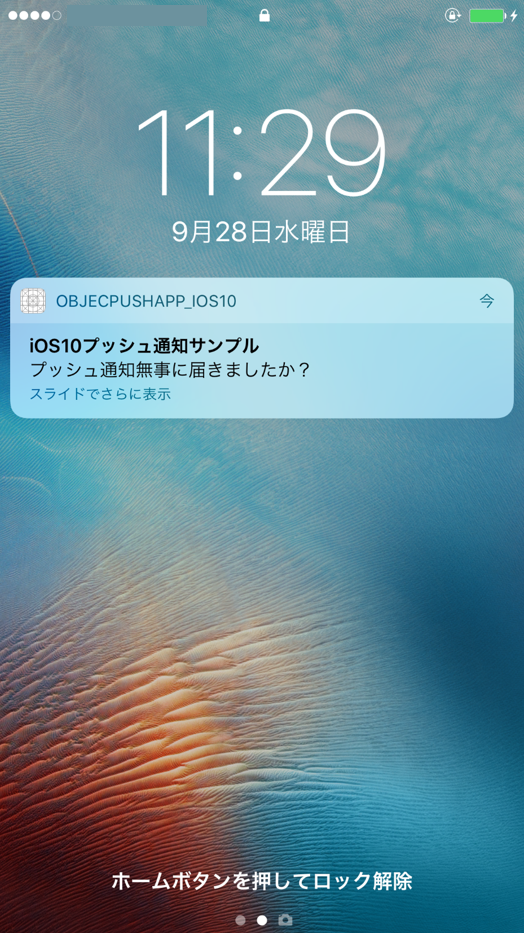 11:29
9月28日水曜日
OBJECPUSHAPP_IOS10 今
iOS10プッシュ通知サンプル
プッシュ通知無事に届きましたか？
スライドでさらに表示
ホームボタンを押してロック解除